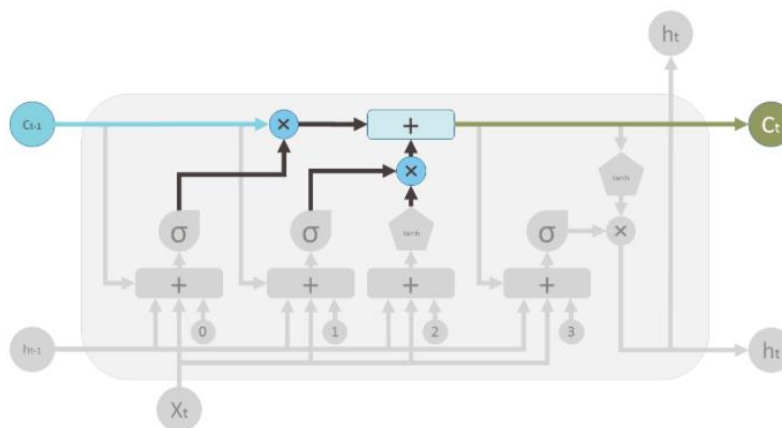 hₜ
Cₜ₋₁
×
+
Cₜ
×
tanh
σ
σ
tanh
σ
×
+
+
+
+
0
1
2
3
hₜ₋₁
hₜ
Xₜ